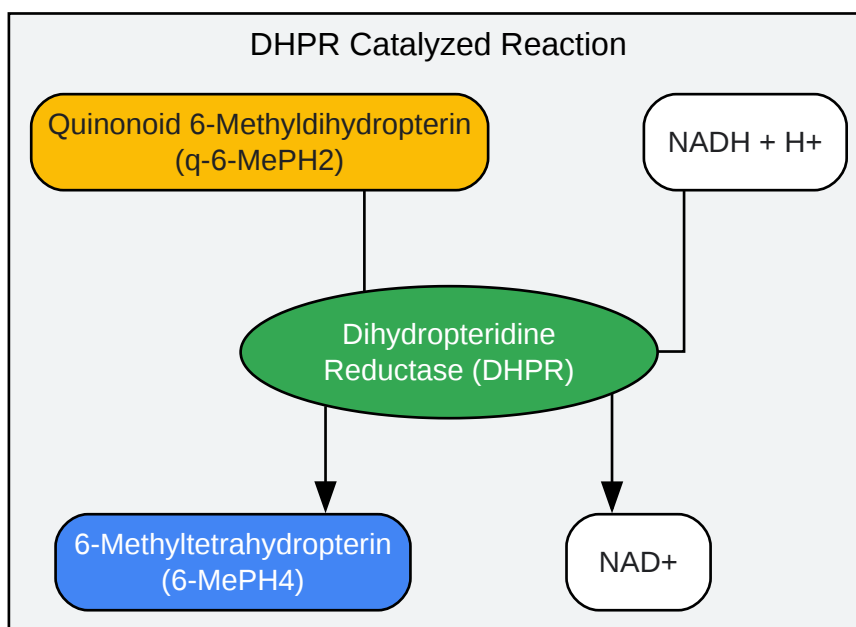 DHPR Catalyzed Reaction
Quinonoid 6-Methyldihydropterin
(q-6-MePH2)
NADH + H+
Dihydropteridine
Reductase (DHPR)
6-Methyltetrahydropterin
(6-MePH4)
NAD+